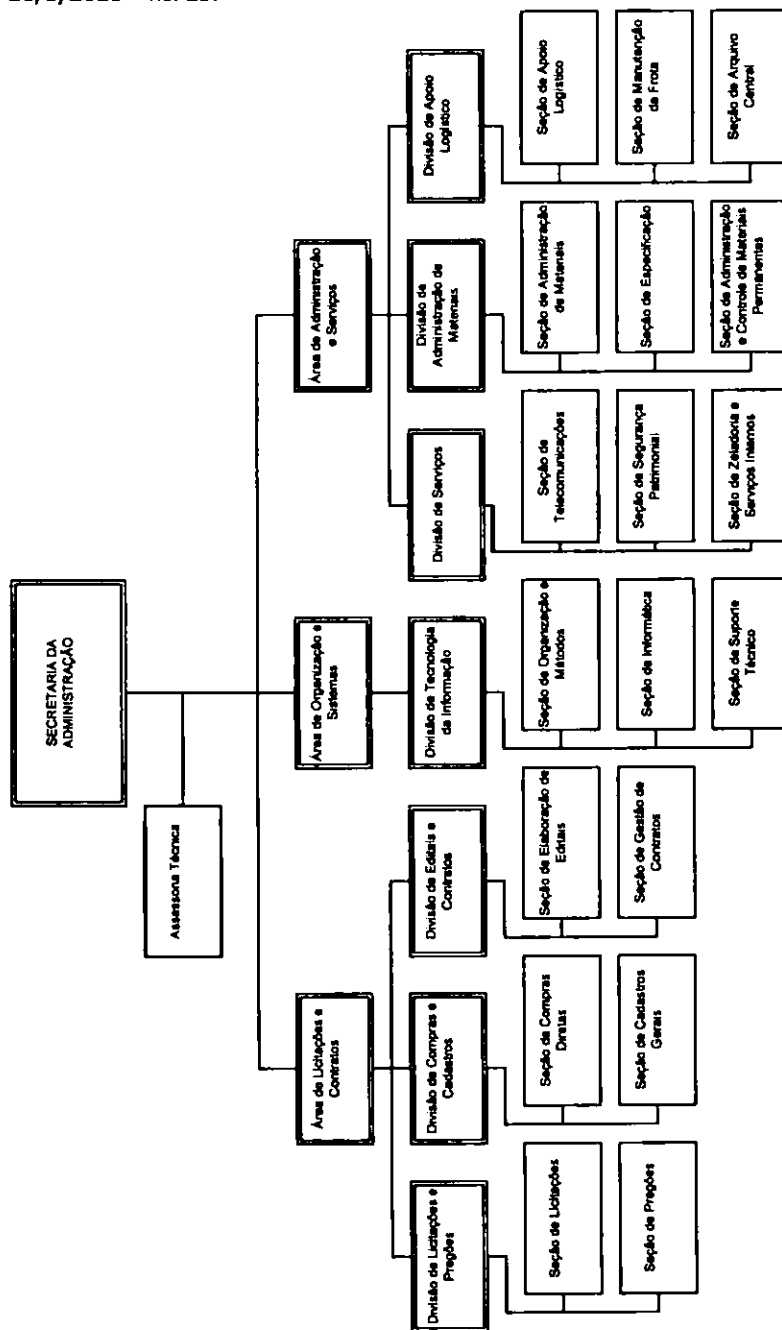 SECRETARIA DA
ADMINISTRAÇÃO
Assessoria Técnica
Área de Licitações e
Contratos
Área de Organização e
Sistemas
Área de Administração
e Serviços
Divisão de Licitações e
Pregões
Divisão de Compras e
Cadastros
Divisão de Editais e
Contratos
Divisão de Tecnologia
da Informação
Divisão de Serviços
Divisão de
Administração de
Materiais
Divisão de Apoio
Logístico
Seção de Licitações
Seção de Pregões
Seção de Compras
Diretas
Seção de Cadastros
Gerais
Seção de Elaboração de
Editais
Seção de Gestão de
Contratos
Seção de Organização e
Métodos
Seção de Informática
Seção de Suporte
Técnico
Seção de
Telecomunicações
Seção de Segurança
Patrimonial
Seção de Zeladoria e
Serviços Internos
Seção de Administração
de Materiais
Seção de Especificação
Seção de Administração
e Controle de Materiais
Permanentes
Seção de Apoio
Logístico
Seção de Manutenção
da Frota
Seção de Arquivo
Central